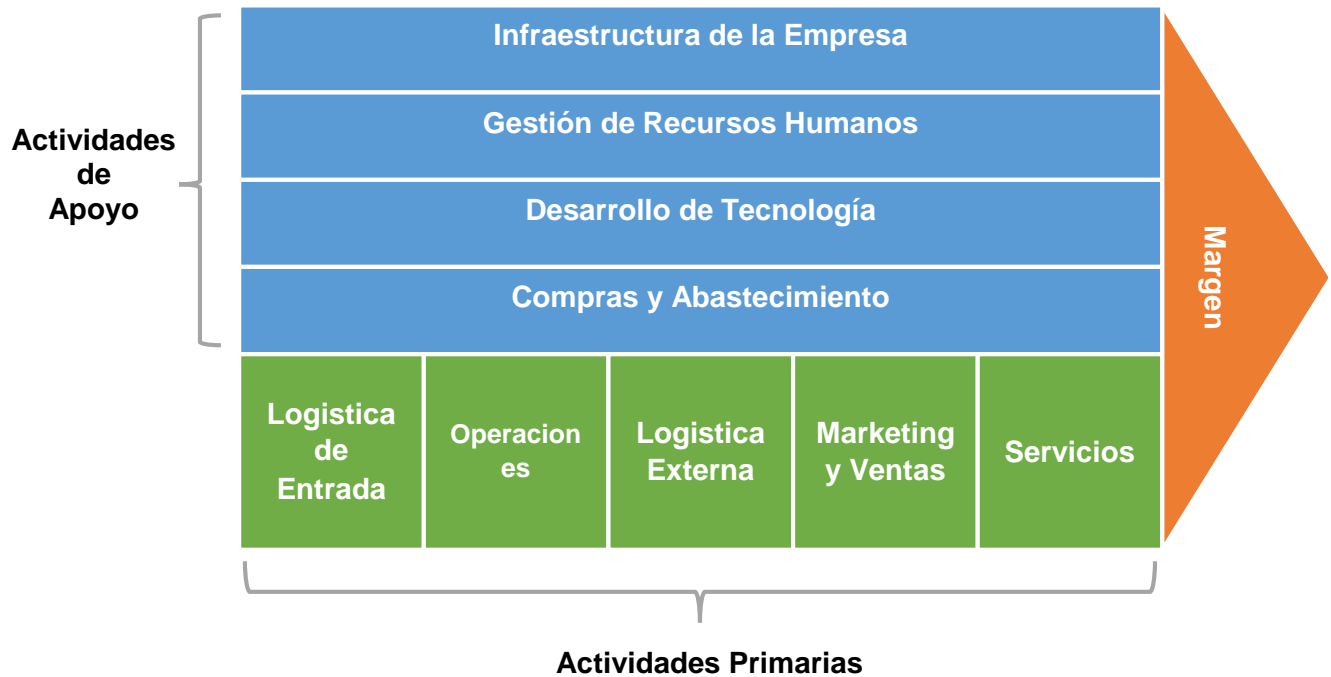 Infraestructura de la Empresa
Gestión de Recursos Humanos
Actividades
de
Apoyo
Desarrollo de Tecnología
Compras y Abastecimiento
Margen
Logistica
de
Entrada
Operacion
es
Logistica
Externa
Marketing
y Ventas
Servicios
Actividades Primarias